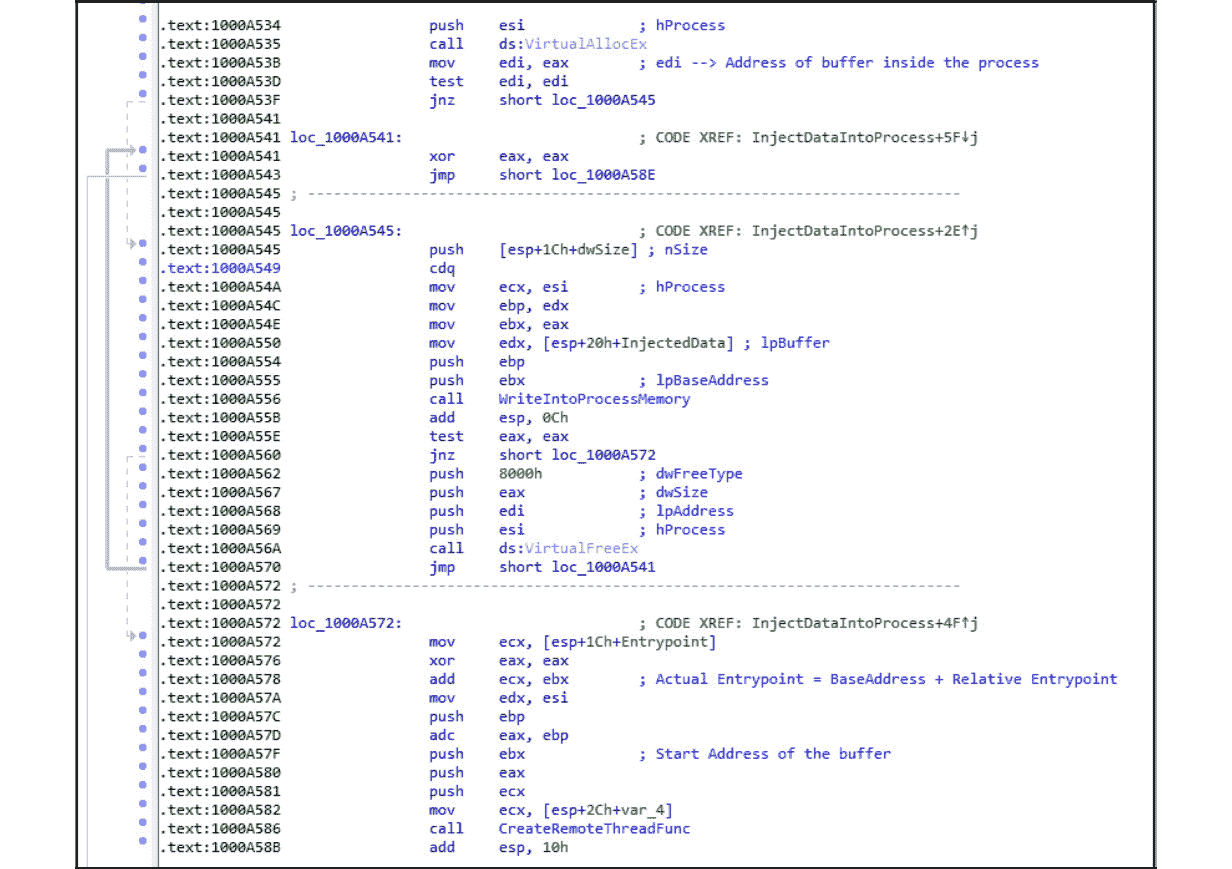 .text:1000A534 push esi ; hProcess
.text:1000A535 call ds:VirtualAllocEx
.text:1000A53B mov edi, eax ; edi --> Address of buffer inside the process
.text:1000A53D test edi, edi
.text:1000A53F jnz short loc_1000A545
.text:1000A541
.text:1000A541 loc_1000A541: ; CODE XREF: InjectDataIntoProcess+5F↓j
.text:1000A541 xor eax, eax
.text:1000A543 jmp short loc_1000A58E
.text:1000A545 ; ---------------------------------------------------------------------------
.text:1000A545
.text:1000A545 loc_1000A545: ; CODE XREF: InjectDataIntoProcess+2E↑j
.text:1000A545 push [esp+1Ch+dwSize] ; nSize
.text:1000A549 cdq
.text:1000A54A mov ecx, esi ; hProcess
.text:1000A54C mov ebp, edx
.text:1000A54E mov ebx, eax
.text:1000A550 mov edx, [esp+20h+InjectedData] ; lpBuffer
.text:1000A554 push ebp
.text:1000A555 push ebx ; lpBaseAddress
.text:1000A556 call WriteIntoProcessMemory
.text:1000A55B add esp, 0Ch
.text:1000A55E test eax, eax
.text:1000A560 jnz short loc_1000A572
.text:1000A562 push 8000h ; dwFreeType
.text:1000A567 push eax ; dwSize
.text:1000A568 push edi ; lpAddress
.text:1000A569 push esi ; hProcess
.text:1000A56A call ds:VirtualFreeEx
.text:1000A570 jmp short loc_1000A541
.text:1000A572 ; ---------------------------------------------------------------------------
.text:1000A572
.text:1000A572 loc_1000A572: ; CODE XREF: InjectDataIntoProcess+4F↑j
.text:1000A572 mov ecx, [esp+1Ch+Entrypoint]
.text:1000A576 xor eax, eax
.text:1000A578 add ecx, ebx ; Actual Entrypoint = BaseAddress + Relative Entrypoint
.text:1000A57A mov edx, esi
.text:1000A57C push ebp
.text:1000A57D adc eax, ebp
.text:1000A57F push ebx ; Start Address of the buffer
.text:1000A580 push eax
.text:1000A581 push ecx
.text:1000A582 mov ecx, [esp+2Ch+var_4]
.text:1000A586 call CreateRemoteThreadFunc
.text:1000A58B add esp, 10h